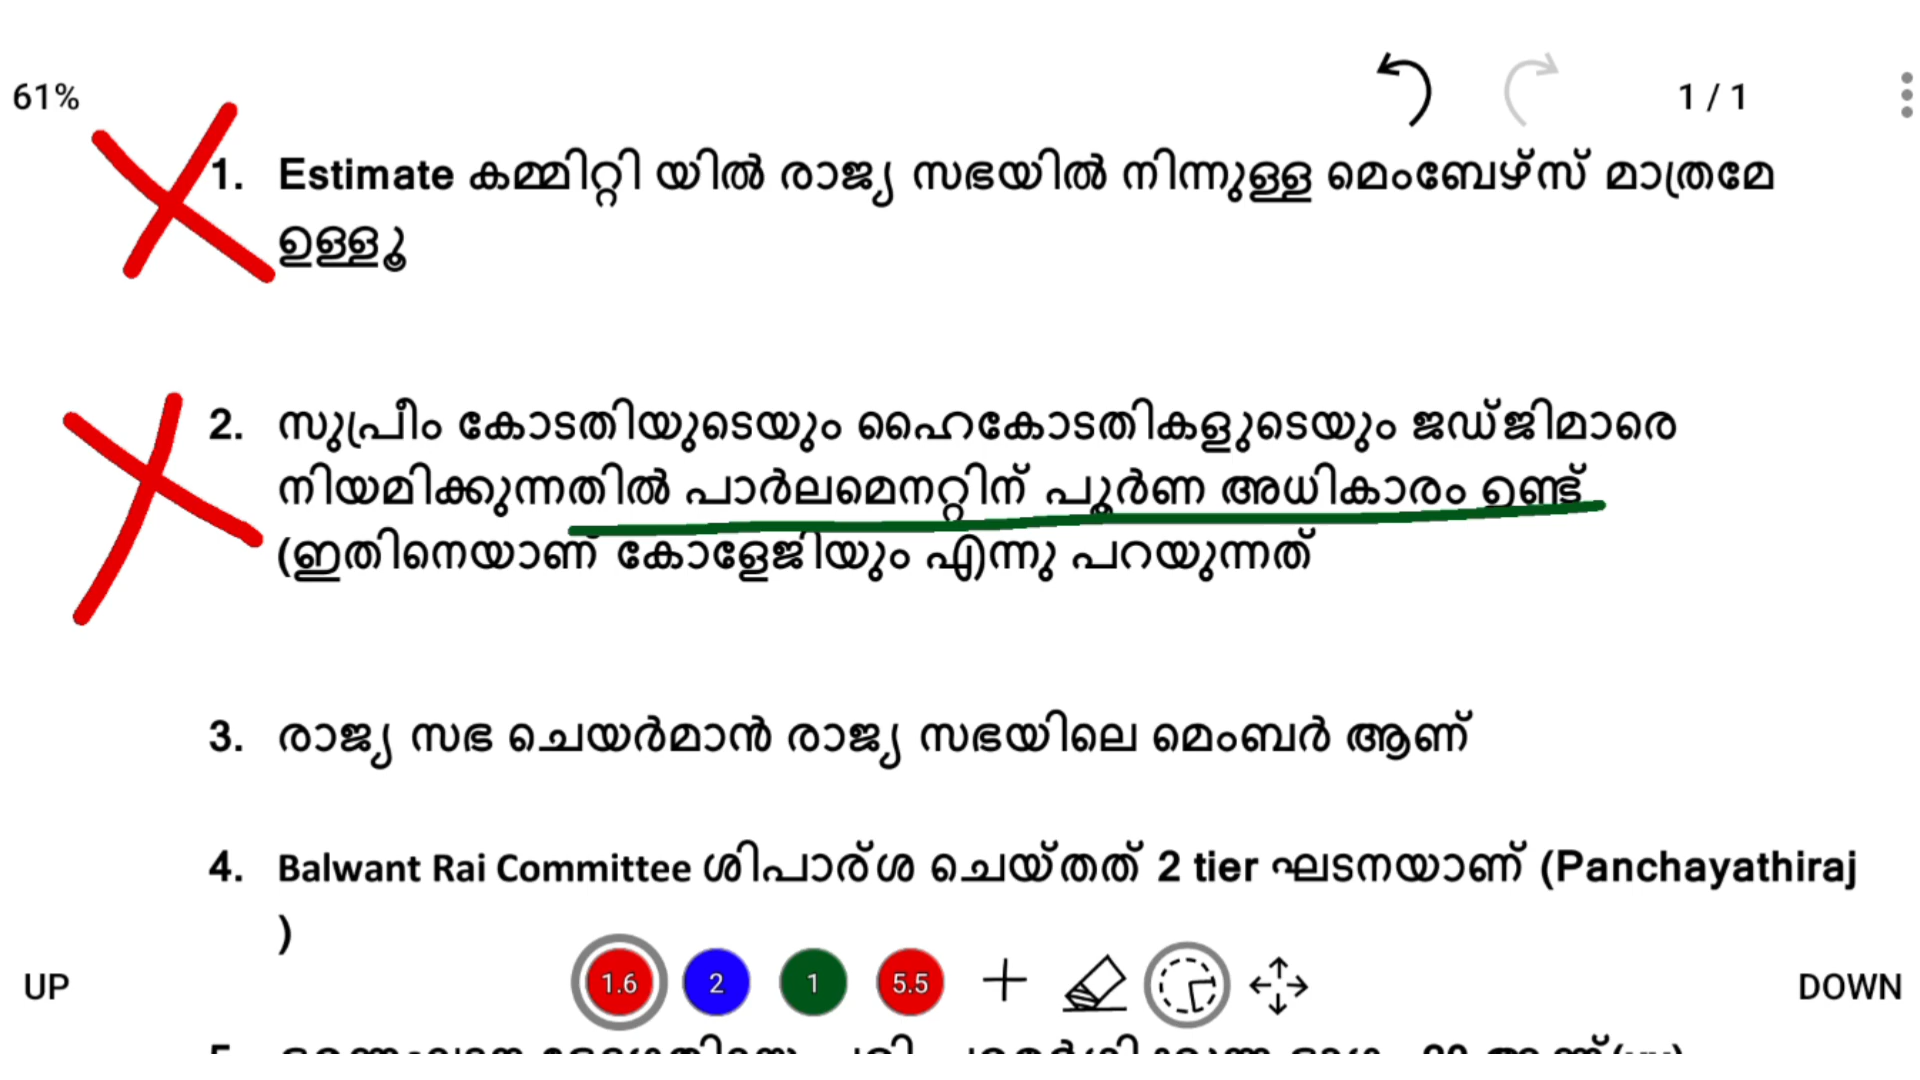 61%
1 / 1
1. Estimate കമ്മിറ്റി യിൽ രാജ്യ സഭയിൽ നിന്നുള്ള മെംബേഴ്സ് മാത്രമേ
ഉള്ളൂ
2. സുപ്രീം കോടതിയുടെയും ഹൈകോടതികളുടെയും ജഡ്ജിമാരെ
നിയമിക്കുന്നതിൽ പാർലമെനറ്റിന് പൂർണ അധികാരം ഉണ്ട്
(ഇതിനെയാണ് കോളേജിയും എന്നു പറയുന്നത്
3. രാജ്യ സഭ ചെയർമാൻ രാജ്യ സഭയിലെ മെംബർ ആണ്
4. Balwant Rai Committee ശിപാര്ശ ചെയ്തത് 2 tier ഘടനയാണ് (Panchayathiraj
)
UP 1.6 2 1 5.5 DOWN